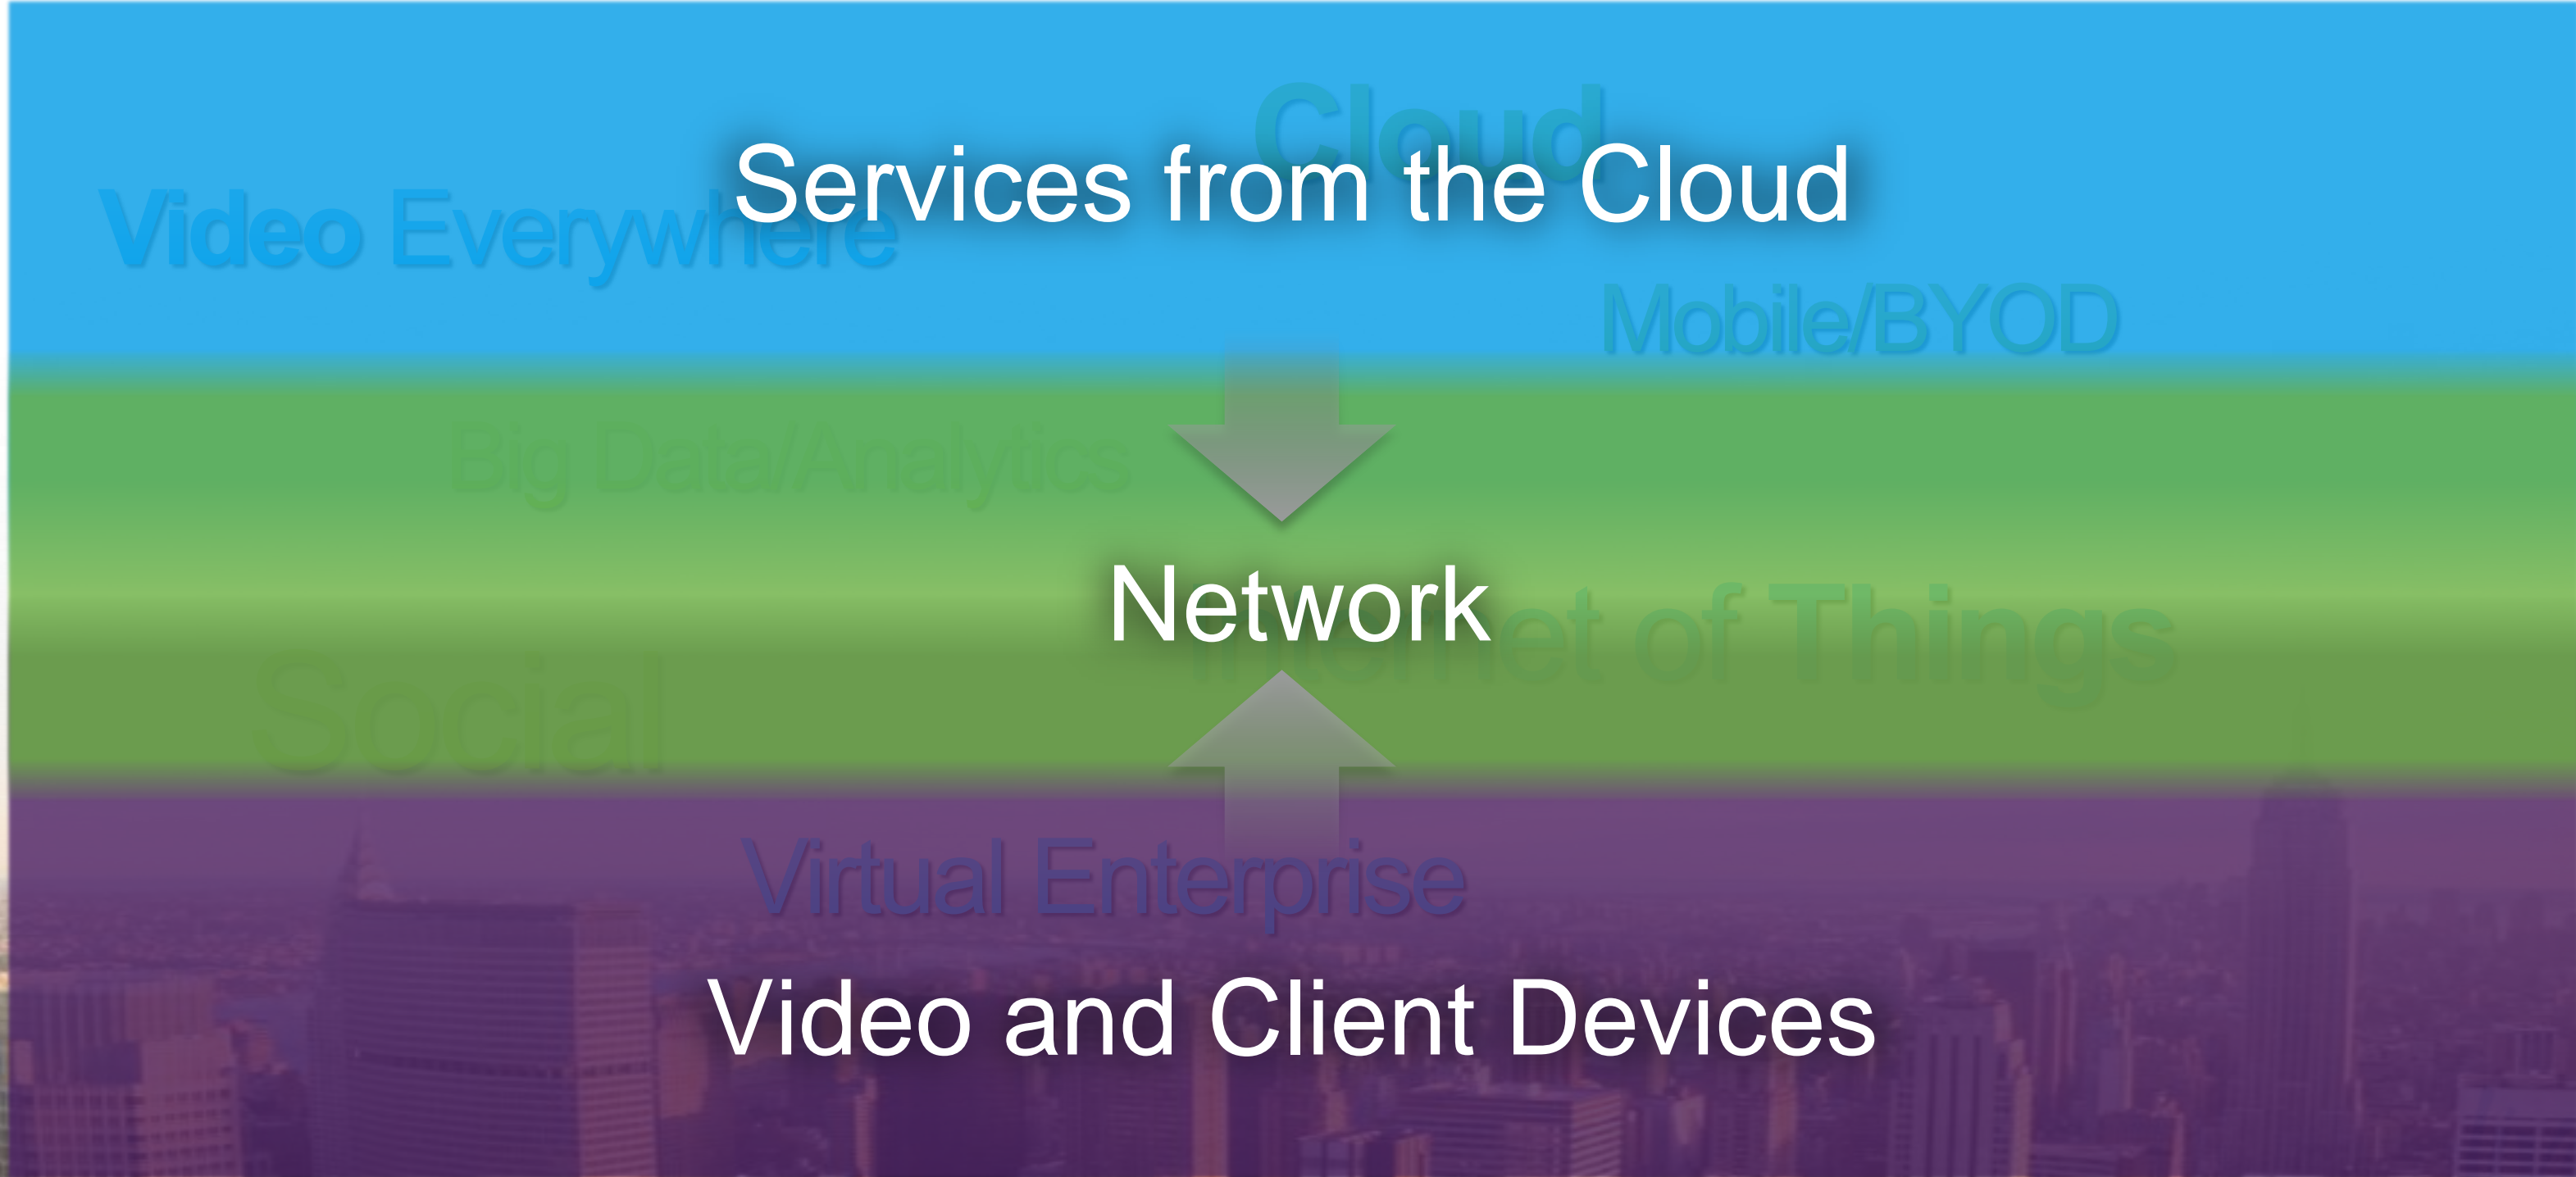 Cloud
Services from the Cloud
Video Everywhere
Mobile/BYOD
Big Data/Analytics
Network
Internet of Things
Social
Virtual Enterprise
Video and Client Devices